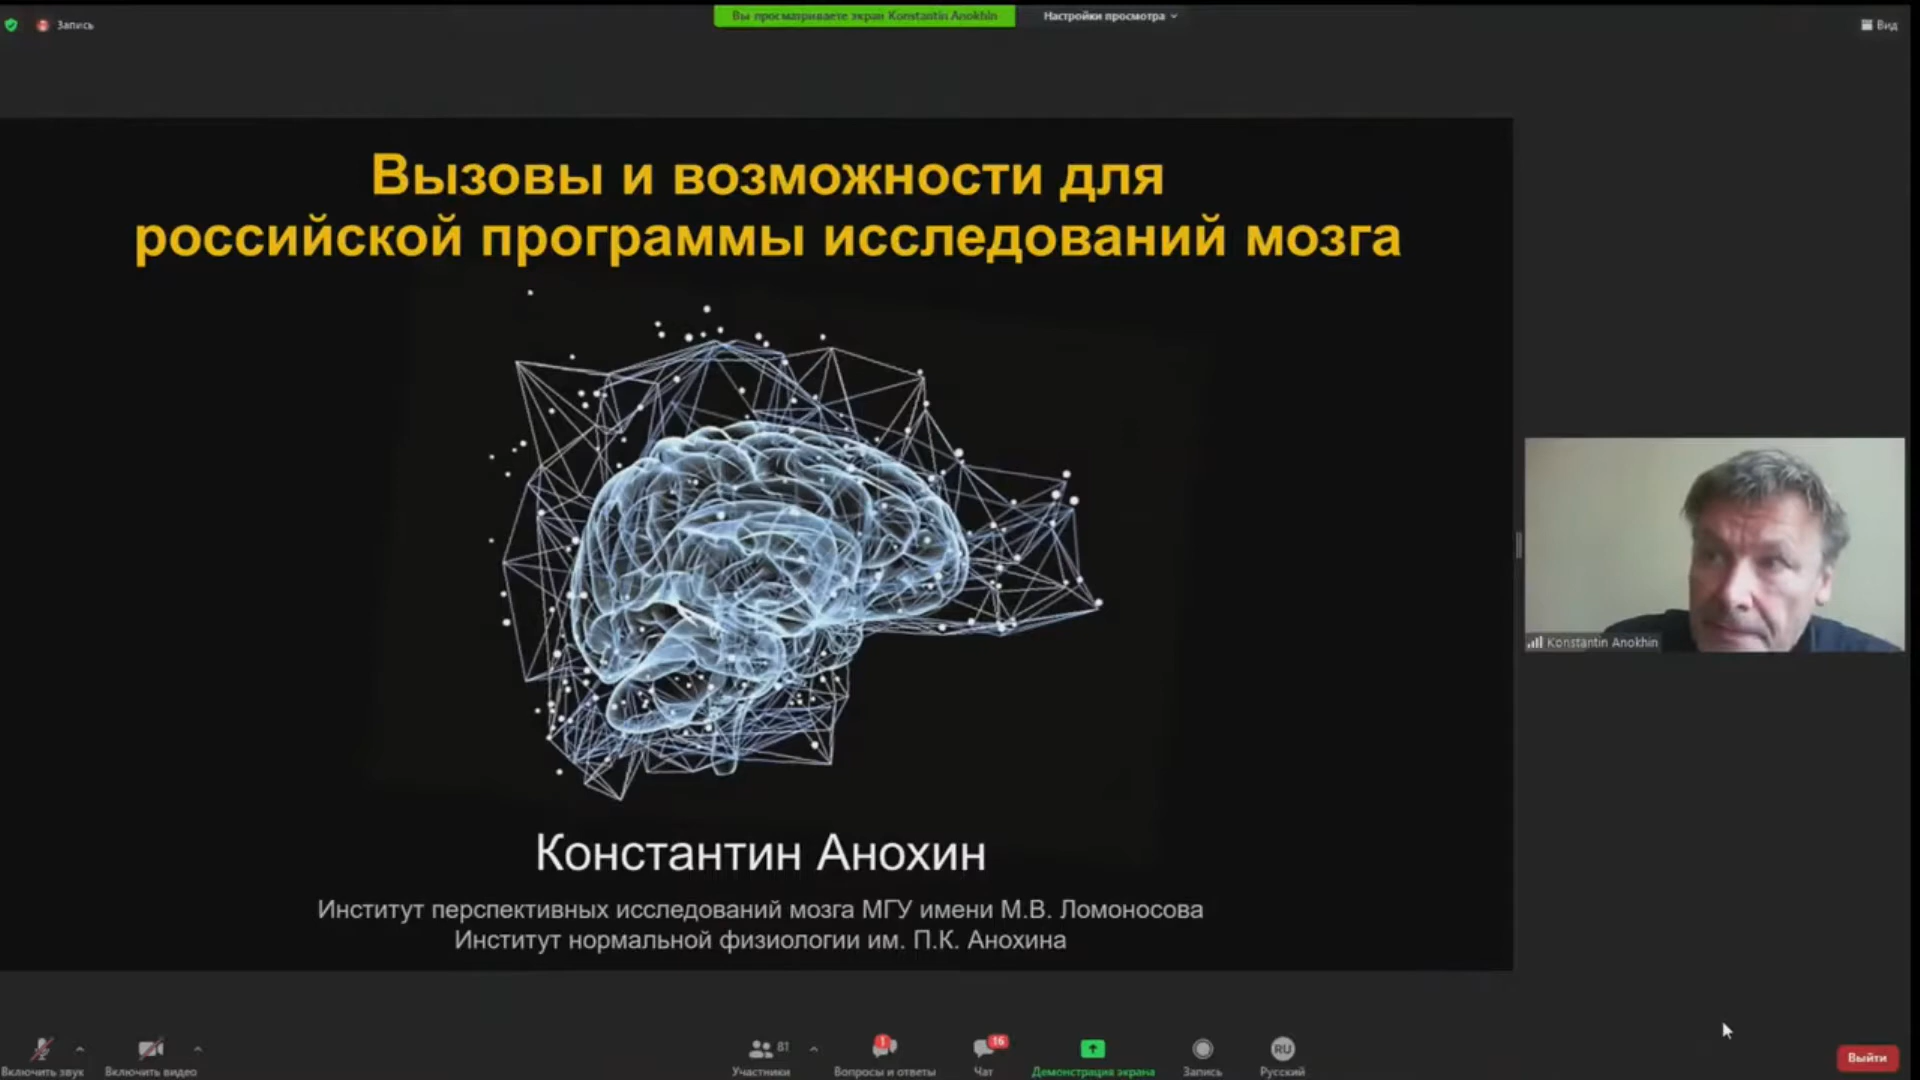 Запись
Вы просматриваете экран Konstantin Anokhin
Настройки просмотра
Вид
Вызовы и возможности для
российской программы исследований мозга
Konstantin Anokhin
Константин Анохин
Институт перспективных исследований мозга МГУ имени М.В. Ломоносова
Институт нормальной физиологии им. П.К. Анохина
Включить звук
Включить видео
81
Участники
1
Вопросы и ответы
16
Чат
Демонстрация экрана
Запись
RU
Русский
Выйти